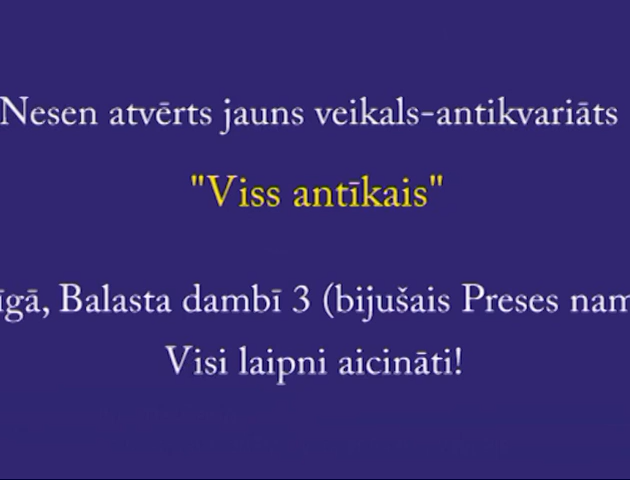 Nesen atvērts jauns veikals-antikvariāts
"Viss antīkais"
īgā, Balasta dambī 3 (bijušais Preses nam
Visi laipni aicināti!